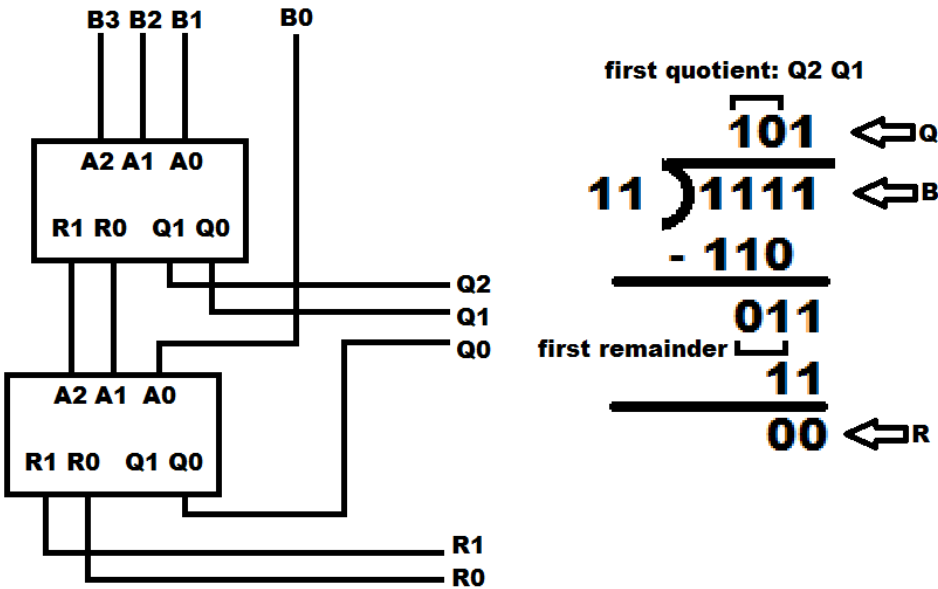 B3 B2 B1
B0
A2 A1 A0
R1 R0 Q1 Q0
Q2
Q1
Q0
A2 A1 A0
R1 R0 Q1 Q0
R1
R0
first quotient: Q2 Q1
101
Q
11
1111
B
- 110
011
first remainder
11
00
R